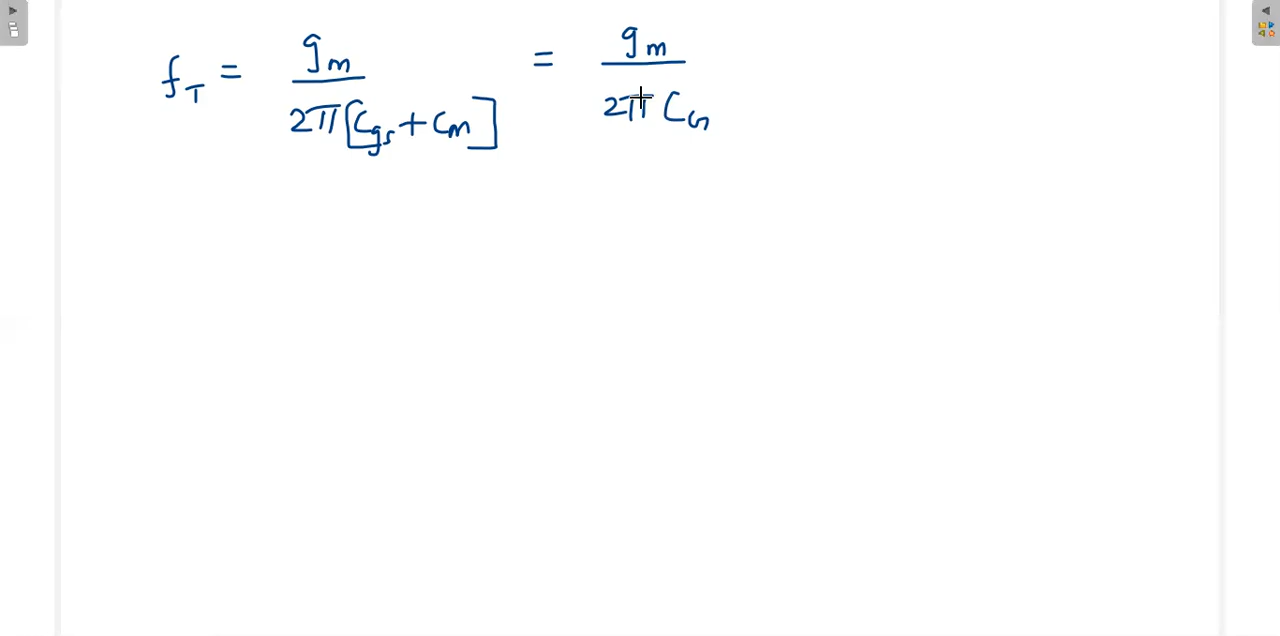 f_T = g_m / 2π[C_gs + C_M] = g_m / 2π C_G